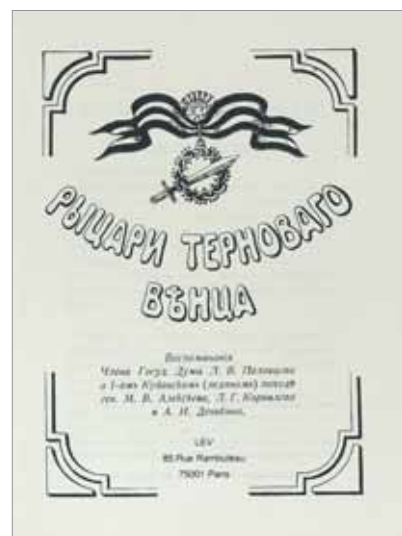 РЫЦАРИ ТЕРНОВАГО
ВѢНЦА
Воспоминанія
Члена Госуд. Думы Л. В. Половцова
о 1-омъ Кубанскомъ (ледяномъ) походѣ
ген. М. В. Алексѣева, Л. Г. Корнилова
и А. И. Деникина.
LEV
85 Rue Rambuteau
75001 Paris